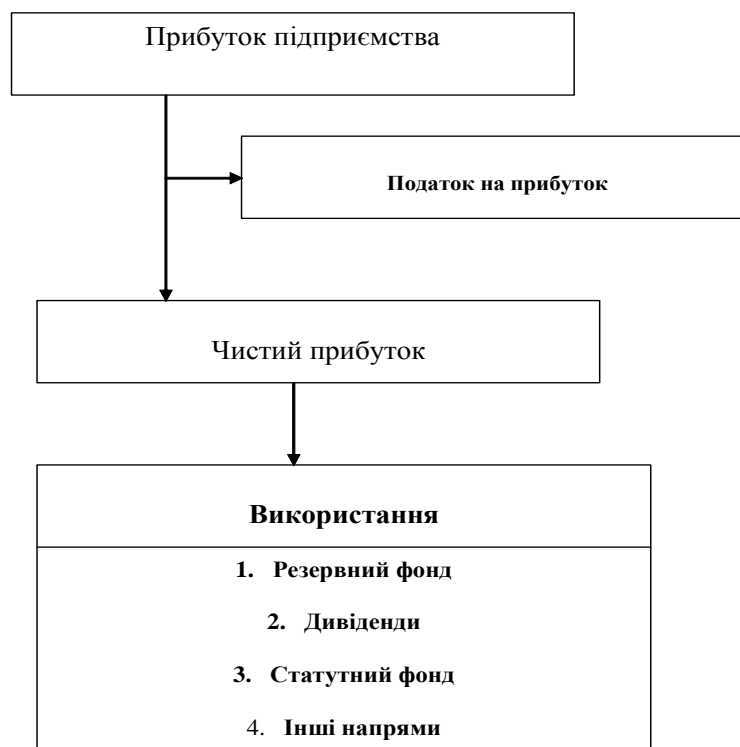 Прибуток підприємства
Податок на прибуток
Чистий прибуток
Використання
1. Резервний фонд
2. Дивіденди
3. Статутний фонд
4. Інші напрями